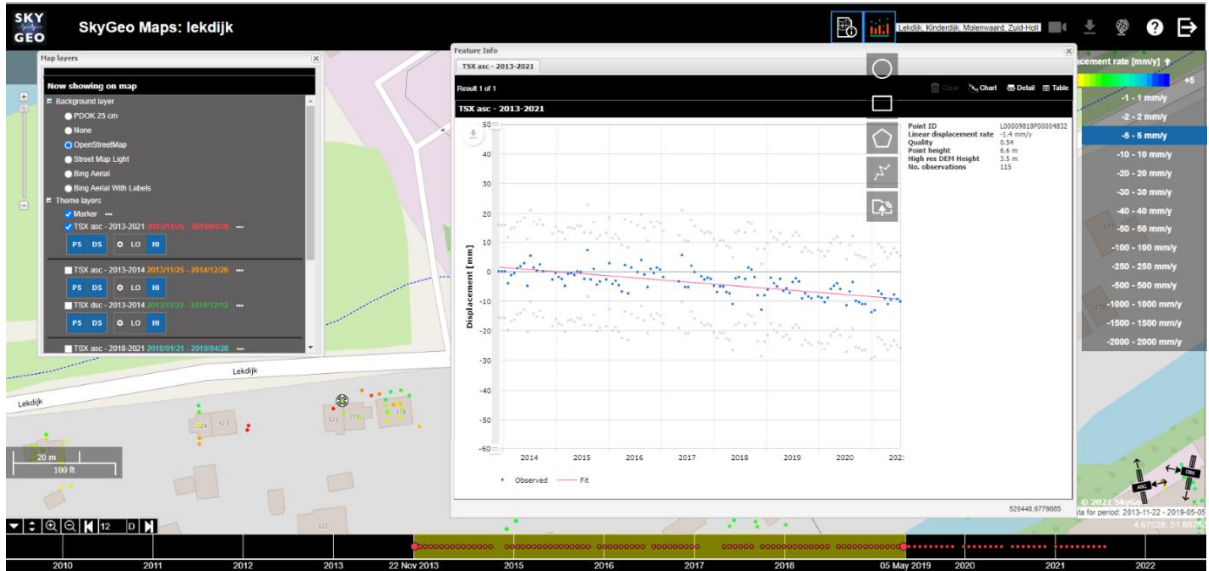 SKY
GEO
SkyGeo Maps: lekdijk
Lekdijk, Kinderdijk, Molenwaard, Zuid-Holl
Map layers
Now showing on map
Background layer
PDOK 25 cm
None
OpenStreetMap
Street Map Light
Bing Aerial
Bing Aerial With Labels
Theme layers
Marker
TSX asc - 2013-2021 2013/11/25 - 2019/04/28
PS DS LO HI
TSX asc - 2013-2014 2013/11/25 - 2014/12/26
PS DS LO HI
TSX dsc - 2013-2014 2013/11/22 - 2014/12/12
PS DS LO HI
TSX asc - 2018-2021 2018/01/21 - 2019/04/28
Feature Info
TSX asc - 2013-2021
Result 1 of 1
Clear Chart Detail Table
TSX asc - 2013-2021
Point ID L00009818P00004832
Linear displacement rate -1.4 mm/y
Quality 0.54
Point height 6.6 m
High res DEM Height 3.5 m
No. observations 115
Displacement [mm]
50
40
30
20
10
0
-10
-20
-30
-40
-50
2014 2015 2016 2017 2018 2019 2020 202
Observed Fit
520448,6779885
cement rate [mm/y]
+5
-1 - 1 mm/y
-2 - 2 mm/y
-5 - 5 mm/y
-10 - 10 mm/y
-20 - 20 mm/y
-30 - 30 mm/y
-40 - 40 mm/y
-50 - 50 mm/y
-100 - 100 mm/y
-250 - 250 mm/y
-500 - 500 mm/y
-1000 - 1000 mm/y
-1500 - 1500 mm/y
-2000 - 2000 mm/y
Lekdijk
Lekdijk
324 323
322
20 m
100 ft
12 D
ASC
© 2022 SkyGeo
ta for period: 2013-11-22 - 2019-05-05
2010 2011 2012 2013 22 Nov 2013 2015 2016 2017 2018 05 May 2019 2020 2021 2022